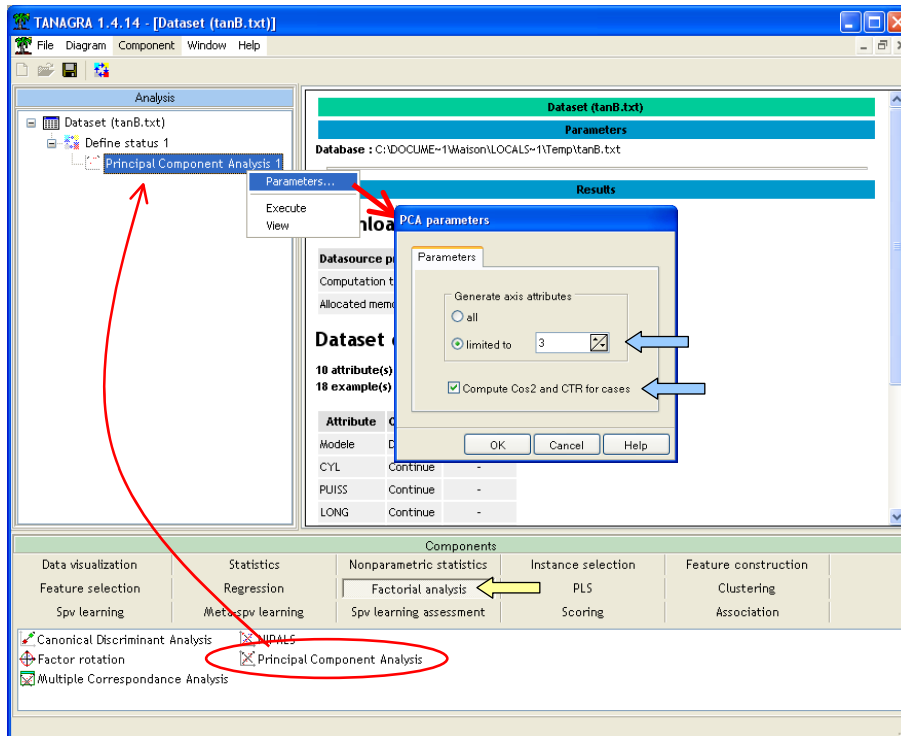 TANAGRA 1.4.14 - [Dataset (tanB.txt)]
File Diagram Component Window Help
Analysis
Dataset (tanB.txt)
Define status 1
Principal Component Analysis 1
Parameters...
Execute
View
Dataset (tanB.txt)
Parameters
Database : C:\DOCUME~1\Maison\LOCALS~1\Temp\tanB.txt
Results
Datasource
Computation
Allocated
Dataset
10 attribute(s)
18 example(s)
Attribute
Modele
CYL Continue -
PUISS Continue -
LONG Continue -
PCA parameters
Parameters
Generate axis attributes
all
limited to 3
Compute Cos2 and CTR for cases
OK Cancel Help
Components
Data visualization Statistics Nonparametric statistics Instance selection Feature construction
Feature selection Regression Factorial analysis PLS Clustering
Spv learning Meta-spv learning Spv learning assessment Scoring Association
Canonical Discriminant Analysis NIPALS
Factor rotation Principal Component Analysis
Multiple Correspondance Analysis